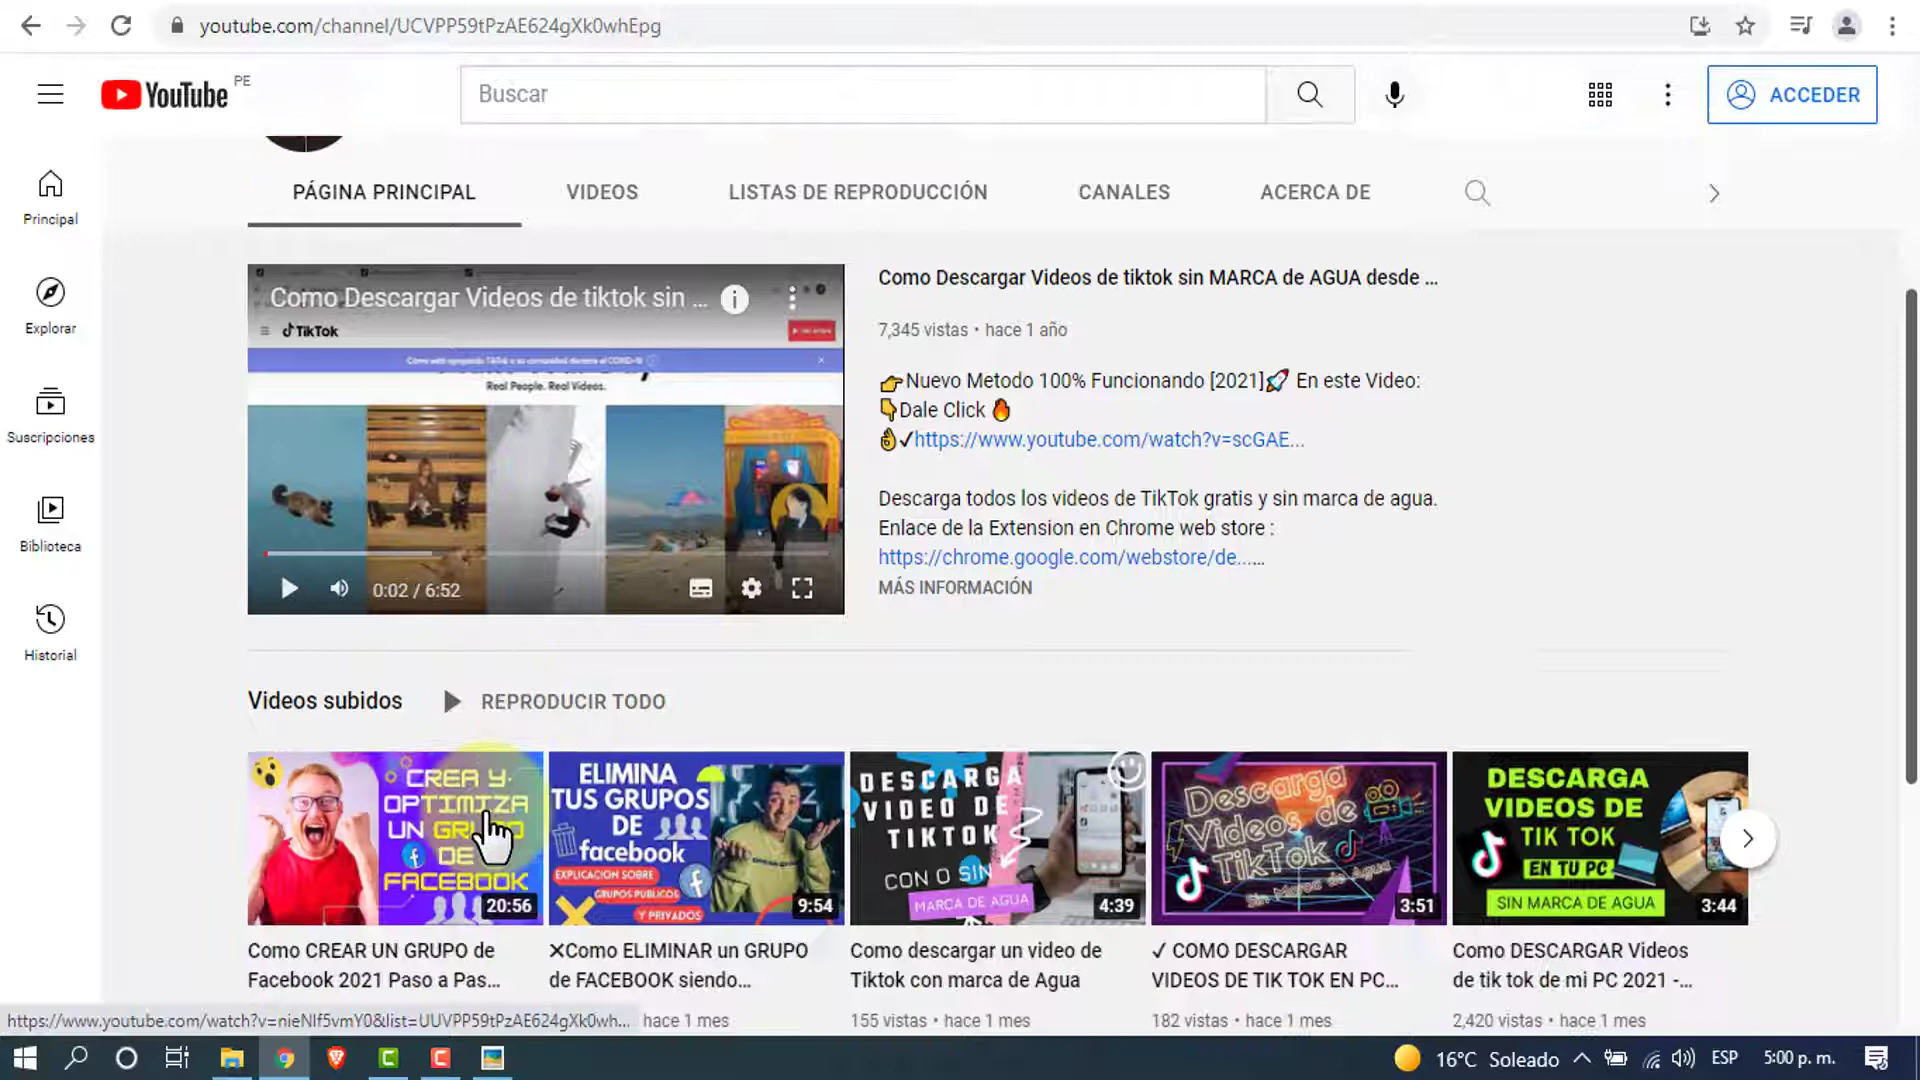 youtube.com/channel/UCVPP59tPzAE624gXk0whEpg
YouTube PE
Buscar
ACCEDER
Principal
Explorar
Suscripciones
Biblioteca
Historial
PÁGINA PRINCIPAL
VIDEOS
LISTAS DE REPRODUCCIÓN
CANALES
ACERCA DE
Como Descargar Videos de tiktok sin ...
TikTok
Real People. Real Videos.
0:02 / 6:52
Como Descargar Videos de tiktok sin MARCA de AGUA desde ...
7,345 vistas • hace 1 año
👉Nuevo Metodo 100% Funcionando [2021]🚀 En este Video:
👇Dale Click 🔥
👌✔https://www.youtube.com/watch?v=scGAE...
Descarga todos los videos de TikTok gratis y sin marca de agua.
Enlace de la Extension en Chrome web store :
https://chrome.google.com/webstore/de......
MÁS INFORMACIÓN
Videos subidos
REPRODUCIR TODO
CREA Y
OPTIMIZA
UN GRUPO
DE
FACEBOOK
20:56
ELIMINA
TUS GRUPOS
DE
facebook
EXPLICACION SOBRE
GRUPOS PUBLICOS
Y PRIVADOS
9:54
DESCARGA
VIDEO DE
TIKTOK
CON O SIN
MARCA DE AGUA
4:39
Descarga
Videos de
TikTok
Sin Marca de Agua
3:51
DESCARGA
VIDEOS DE
TIK TOK
EN TU PC
SIN MARCA DE AGUA
3:44
Como CREAR UN GRUPO de
Facebook 2021 Paso a Pas...
❌Como ELIMINAR un GRUPO
de FACEBOOK siendo...
hace 1 mes
Como descargar un video de
Tiktok con marca de Agua
155 vistas • hace 1 mes
✓ COMO DESCARGAR
VIDEOS DE TIK TOK EN PC...
182 vistas • hace 1 mes
Como DESCARGAR Videos
de tik tok de mi PC 2021 -...
2,420 vistas • hace 1 mes
https://www.youtube.com/watch?v=nieNIf5vmY0&list=UUVPP59tPzAE624gXk0wh...
16°C Soleado
ESP
5:00 p. m.